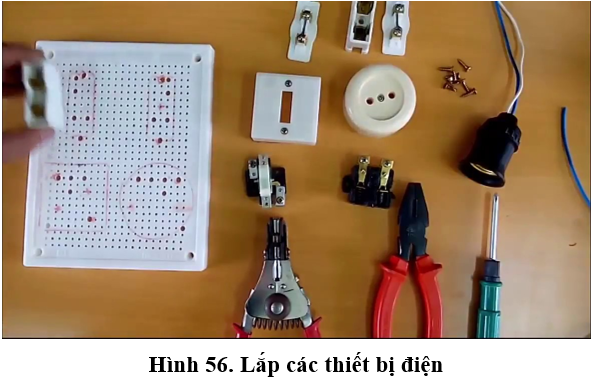 Hình 56. Lắp các thiết bị điện